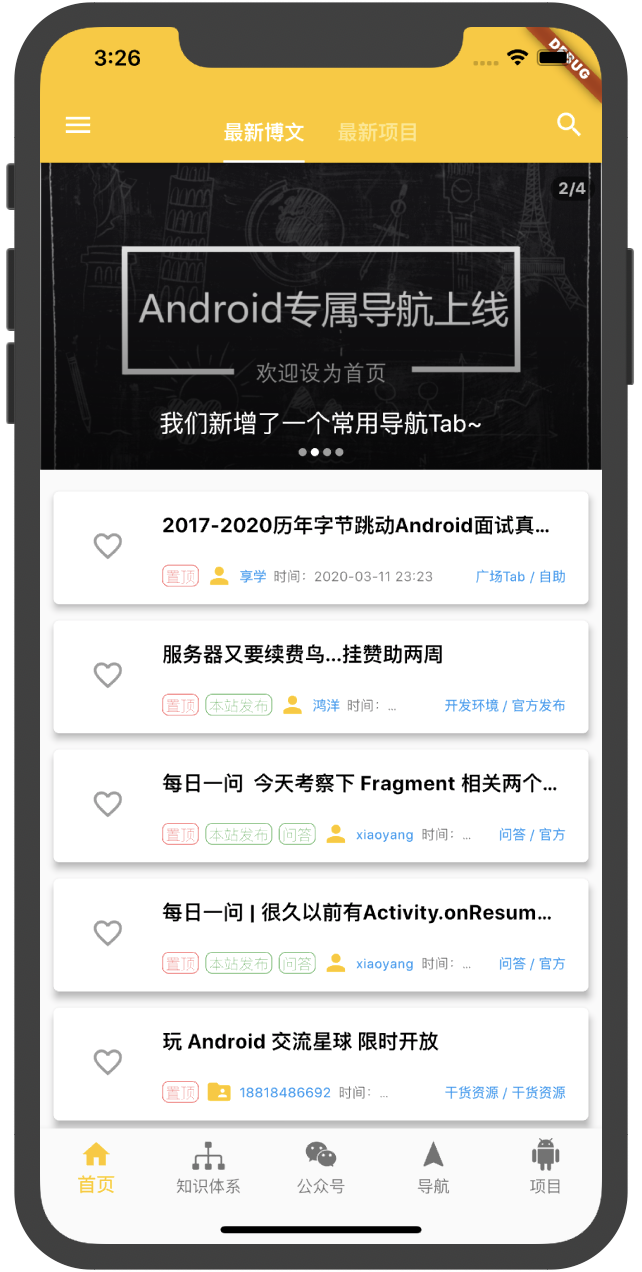 3:26
DEBUG
最新博文 最新项目
2/4
Android专属导航上线
欢迎设为首页
我们新增了一个常用导航Tab~
2017-2020历年字节跳动Android面试真...
置顶 享学 时间：2020-03-11 23:23 广场Tab / 自助
服务器又要续费鸟...挂赞助两周
置顶 本站发布 鸿洋 时间：... 开发环境 / 官方发布
每日一问 今天考察下 Fragment 相关两个...
置顶 本站发布 问答 xiaoyang 时间：... 问答 / 官方
每日一问 | 很久以前有Activity.onResum...
置顶 本站发布 问答 xiaoyang 时间：... 问答 / 官方
玩 Android 交流星球 限时开放
置顶 18818486692 时间：... 干货资源 / 干货资源
首页 知识体系 公众号 导航 项目